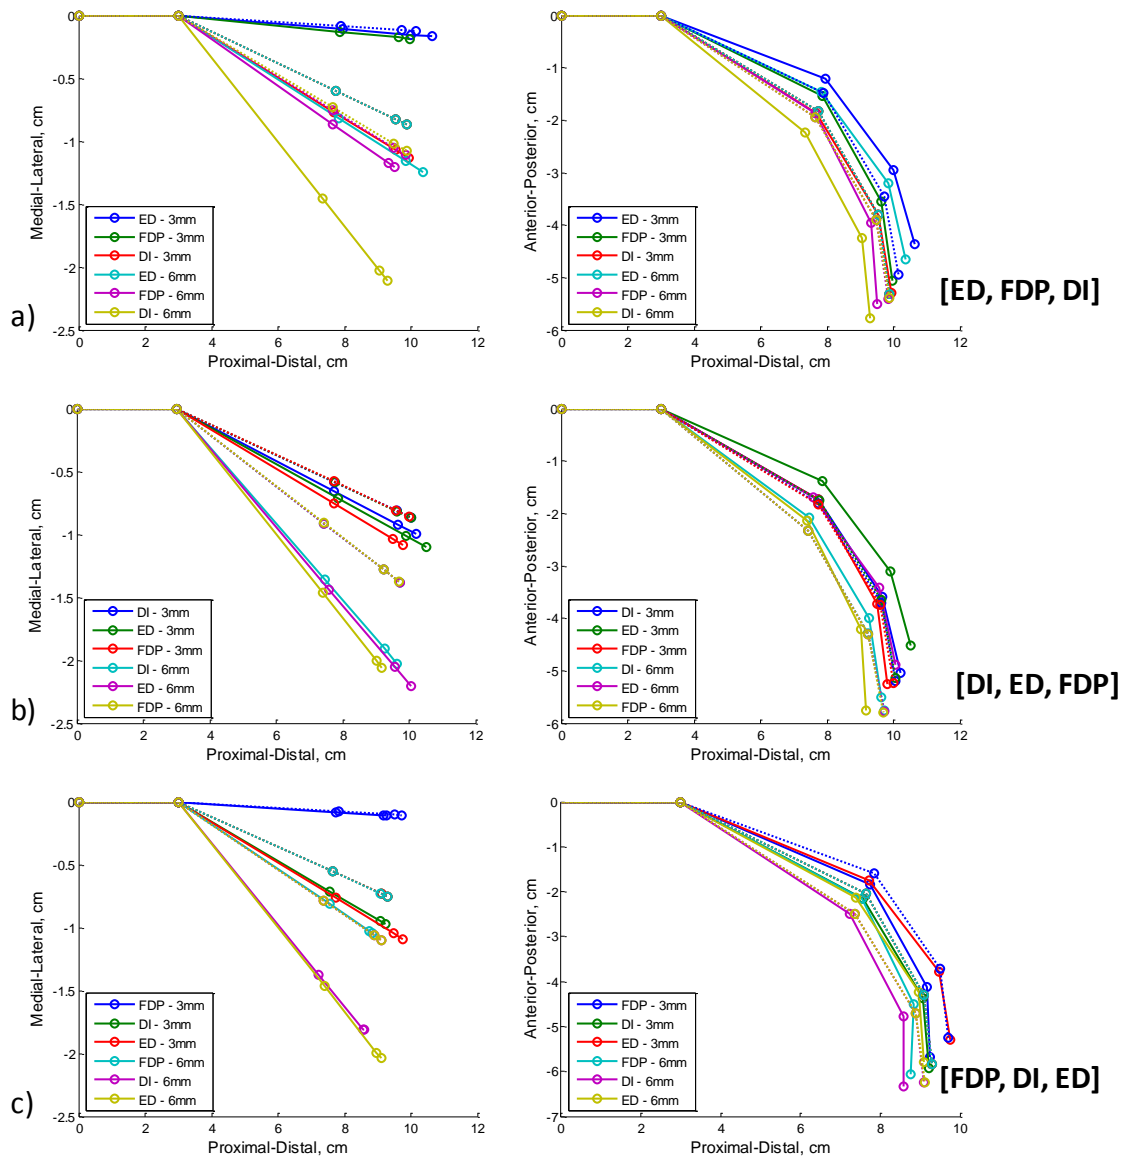 0
-0.5
-1
-1.5
-2
-2.5
0 2 4 6 8 10 12
Medial-Lateral, cm
Proximal-Distal, cm
ED - 3mm
FDP - 3mm
DI - 3mm
ED - 6mm
FDP - 6mm
DI - 6mm
a)
0
-1
-2
-3
-4
-5
-6
0 2 4 6 8 10 12
Anterior-Posterior, cm
Proximal-Distal, cm
ED - 3mm
FDP - 3mm
DI - 3mm
ED - 6mm
FDP - 6mm
DI - 6mm
[ED, FDP, DI]
0
-0.5
-1
-1.5
-2
-2.5
0 2 4 6 8 10 12
Medial-Lateral, cm
Proximal-Distal, cm
DI - 3mm
ED - 3mm
FDP - 3mm
DI - 6mm
ED - 6mm
FDP - 6mm
b)
0
-1
-2
-3
-4
-5
-6
0 2 4 6 8 10 12
Anterior-Posterior, cm
Proximal-Distal, cm
DI - 3mm
ED - 3mm
FDP - 3mm
DI - 6mm
ED - 6mm
FDP - 6mm
[DI, ED, FDP]
0
-0.5
-1
-1.5
-2
-2.5
0 2 4 6 8 10 12
Medial-Lateral, cm
Proximal-Distal, cm
FDP - 3mm
DI - 3mm
ED - 3mm
FDP - 6mm
DI - 6mm
ED - 6mm
c)
0
-1
-2
-3
-4
-5
-6
-7
0 2 4 6 8 10
Anterior-Posterior, cm
Proximal-Distal, cm
FDP - 3mm
DI - 3mm
ED - 3mm
FDP - 6mm
DI - 6mm
ED - 6mm
[FDP, DI, ED]